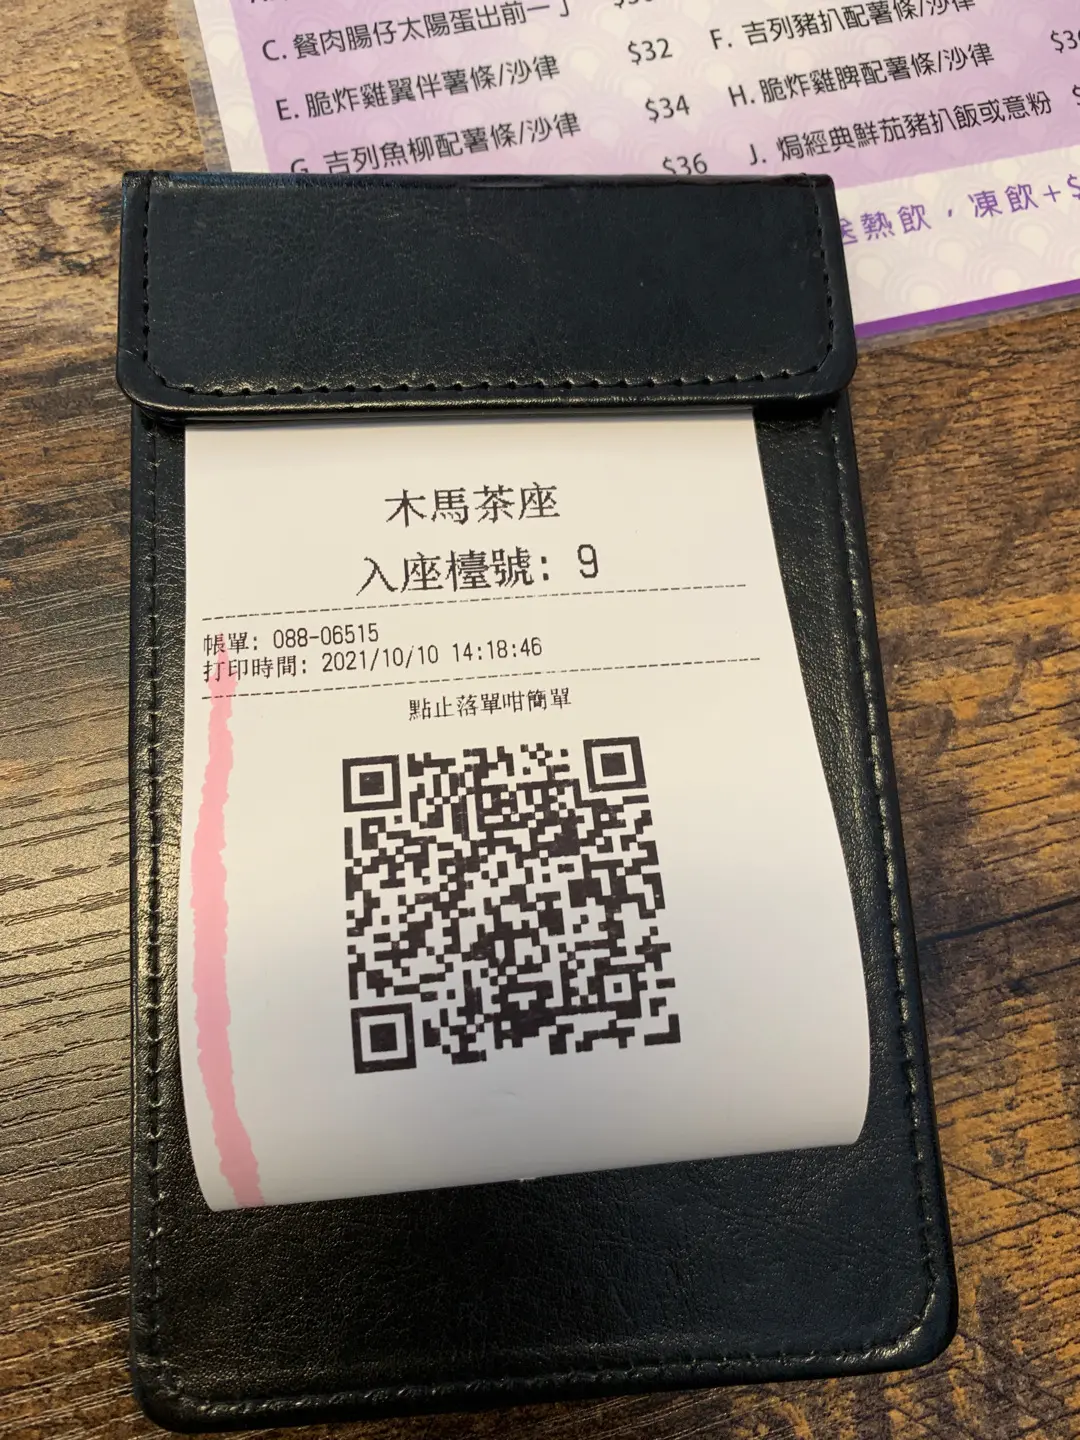 C. 餐肉腸仔太陽蛋出前一丁
E. 脆炸雞翼伴薯條/沙律 $32
G. 吉列魚柳配薯條/沙律 $34
$36
F. 吉列豬扒配薯條/沙律
H. 脆炸雞脾配薯條/沙律
J. 焗經典鮮茄豬扒飯或意粉
送熱飲，凍飲+$
木馬茶座
入座檯號: 9
帳單: 088-06515
打印時間: 2021/10/10 14:18:46
點止落單咁簡單